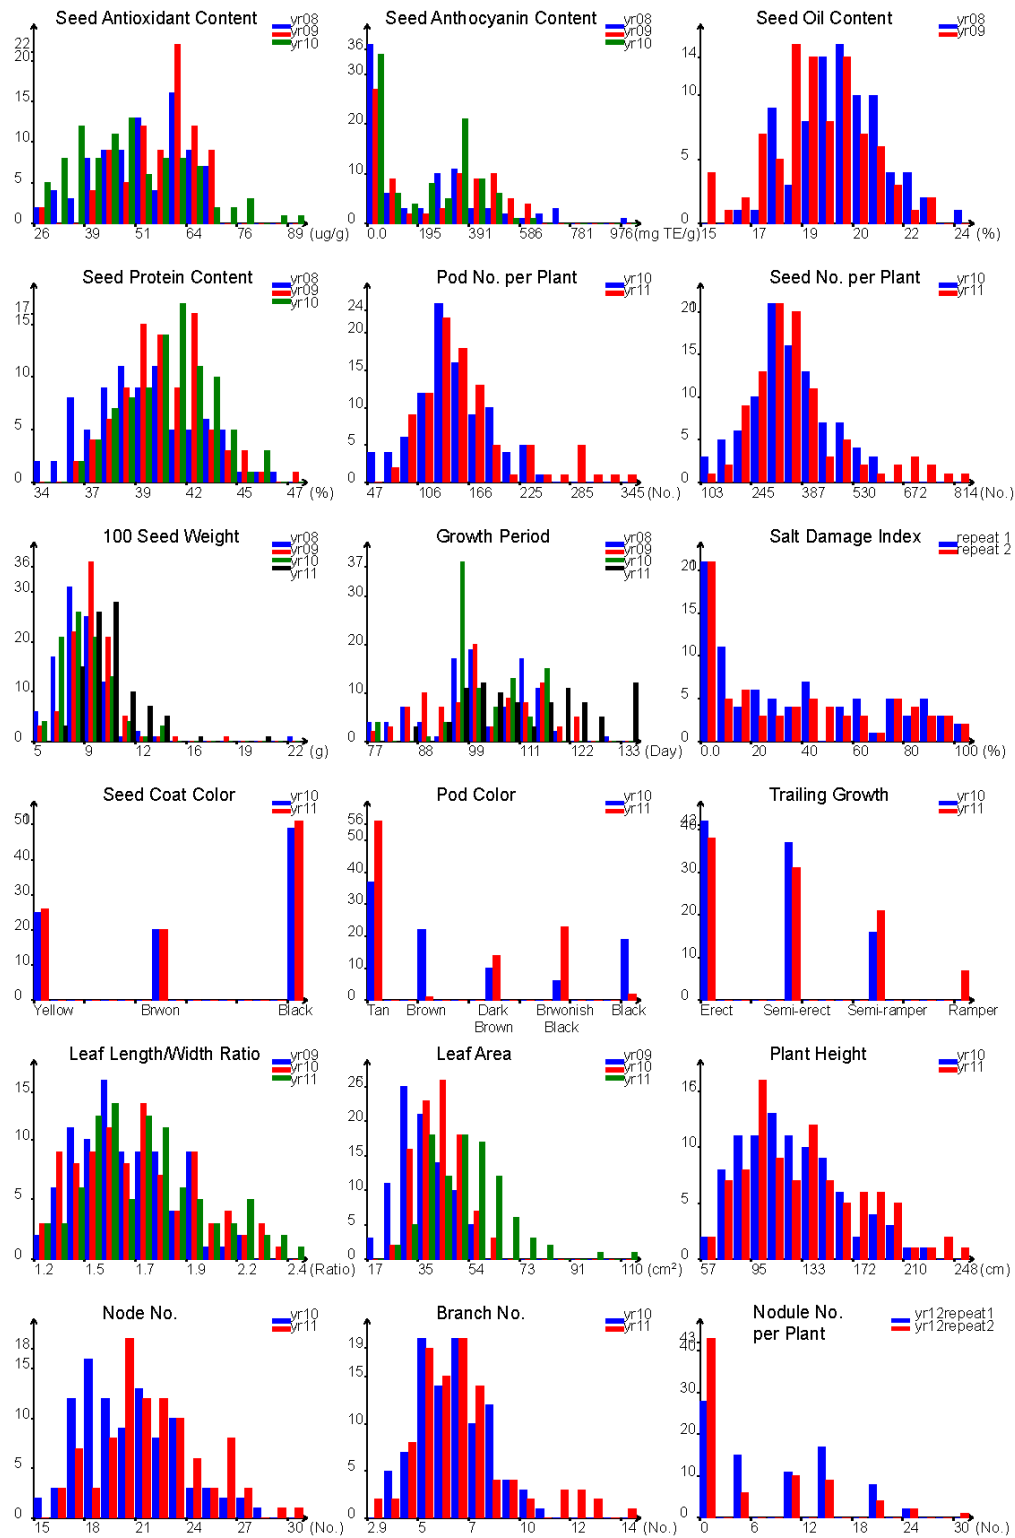 Seed Antioxidant Content
yr08
yr09
yr10
22
20
15
10
5
0
26 39 51 64 76 89 (ug/g)
Seed Anthocyanin Content
yr08
yr09
yr10
36
30
20
10
0
0.0 195 391 586 781 976 (mg TE/g)
Seed Oil Content
yr08
yr09
14
10
5
0
15 17 19 20 22 24 (%)
Seed Protein Content
yr08
yr09
yr10
17
15
10
5
0
34 37 39 42 45 47 (%)
Pod No. per Plant
yr10
yr11
24
20
15
10
5
0
47 106 166 225 285 345 (No.)
Seed No. per Plant
yr10
yr11
20
15
10
5
0
103 245 387 530 672 814 (No.)
100 Seed Weight
yr08
yr09
yr10
yr11
36
30
20
10
0
5 9 12 16 19 22 (g)
Growth Period
yr08
yr09
yr10
yr11
37
30
20
10
0
77 88 99 111 122 133 (Day)
Salt Damage Index
repeat 1
repeat 2
20
15
10
5
0
0.0 20 40 60 80 100 (%)
Seed Coat Color
yr10
yr11
50
40
30
20
10
0
Yellow Brwon Black
Pod Color
yr10
yr11
56
50
40
30
20
10
0
Tan Brown Dark Brwonish Black
Brown Black
Trailing Growth
yr10
yr11
40
30
20
10
0
Erect Semi-erect Semi-ramper Ramper
Leaf Length/Width Ratio
yr09
yr10
yr11
15
10
5
0
1.2 1.5 1.7 1.9 2.2 2.4 (Ratio)
Leaf Area
yr09
yr10
yr11
26
20
15
10
5
0
17 35 54 73 91 110 (cm²)
Plant Height
yr10
yr11
16
10
5
0
57 95 133 172 210 248 (cm)
Node No.
yr10
yr11
18
15
10
5
0
15 18 21 24 27 30 (No.)
Branch No.
yr10
yr11
19
15
10
5
0
2.9 5 7 9 12 14 (No.)
Nodule No.
per Plant
yr12repeat1
yr12repeat2
43
40
30
20
10
0
0 6 12 18 24 30 (No.)